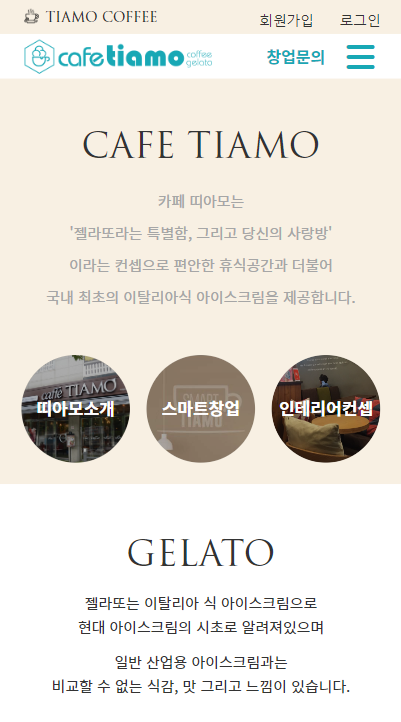 TIAMO COFFEE
회원가입 로그인
cafetiamo coffee gelato
창업문의
CAFE TIAMO
카페 띠아모는
'젤라또라는 특별함, 그리고 당신의 사랑방'
이라는 컨셉으로 편안한 휴식공간과 더불어
국내 최초의 이탈리아식 아이스크림을 제공합니다.
caffé TIAMO
띠아모소개
SMART
TIAMO
스마트창업
인테리어컨셉
GELATO
젤라또는 이탈리아 식 아이스크림으로
현대 아이스크림의 시초로 알려져있으며
일반 산업용 아이스크림과는
비교할 수 없는 식감, 맛 그리고 느낌이 있습니다.